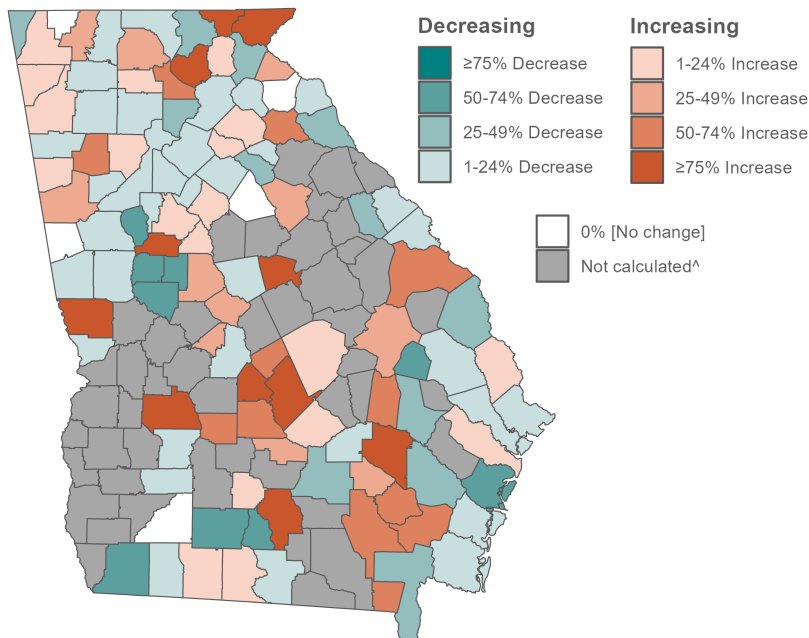 Decreasing
≥75% Decrease
50-74% Decrease
25-49% Decrease
1-24% Decrease
Increasing
1-24% Increase
25-49% Increase
50-74% Increase
≥75% Increase
0% [No change]
Not calculated^